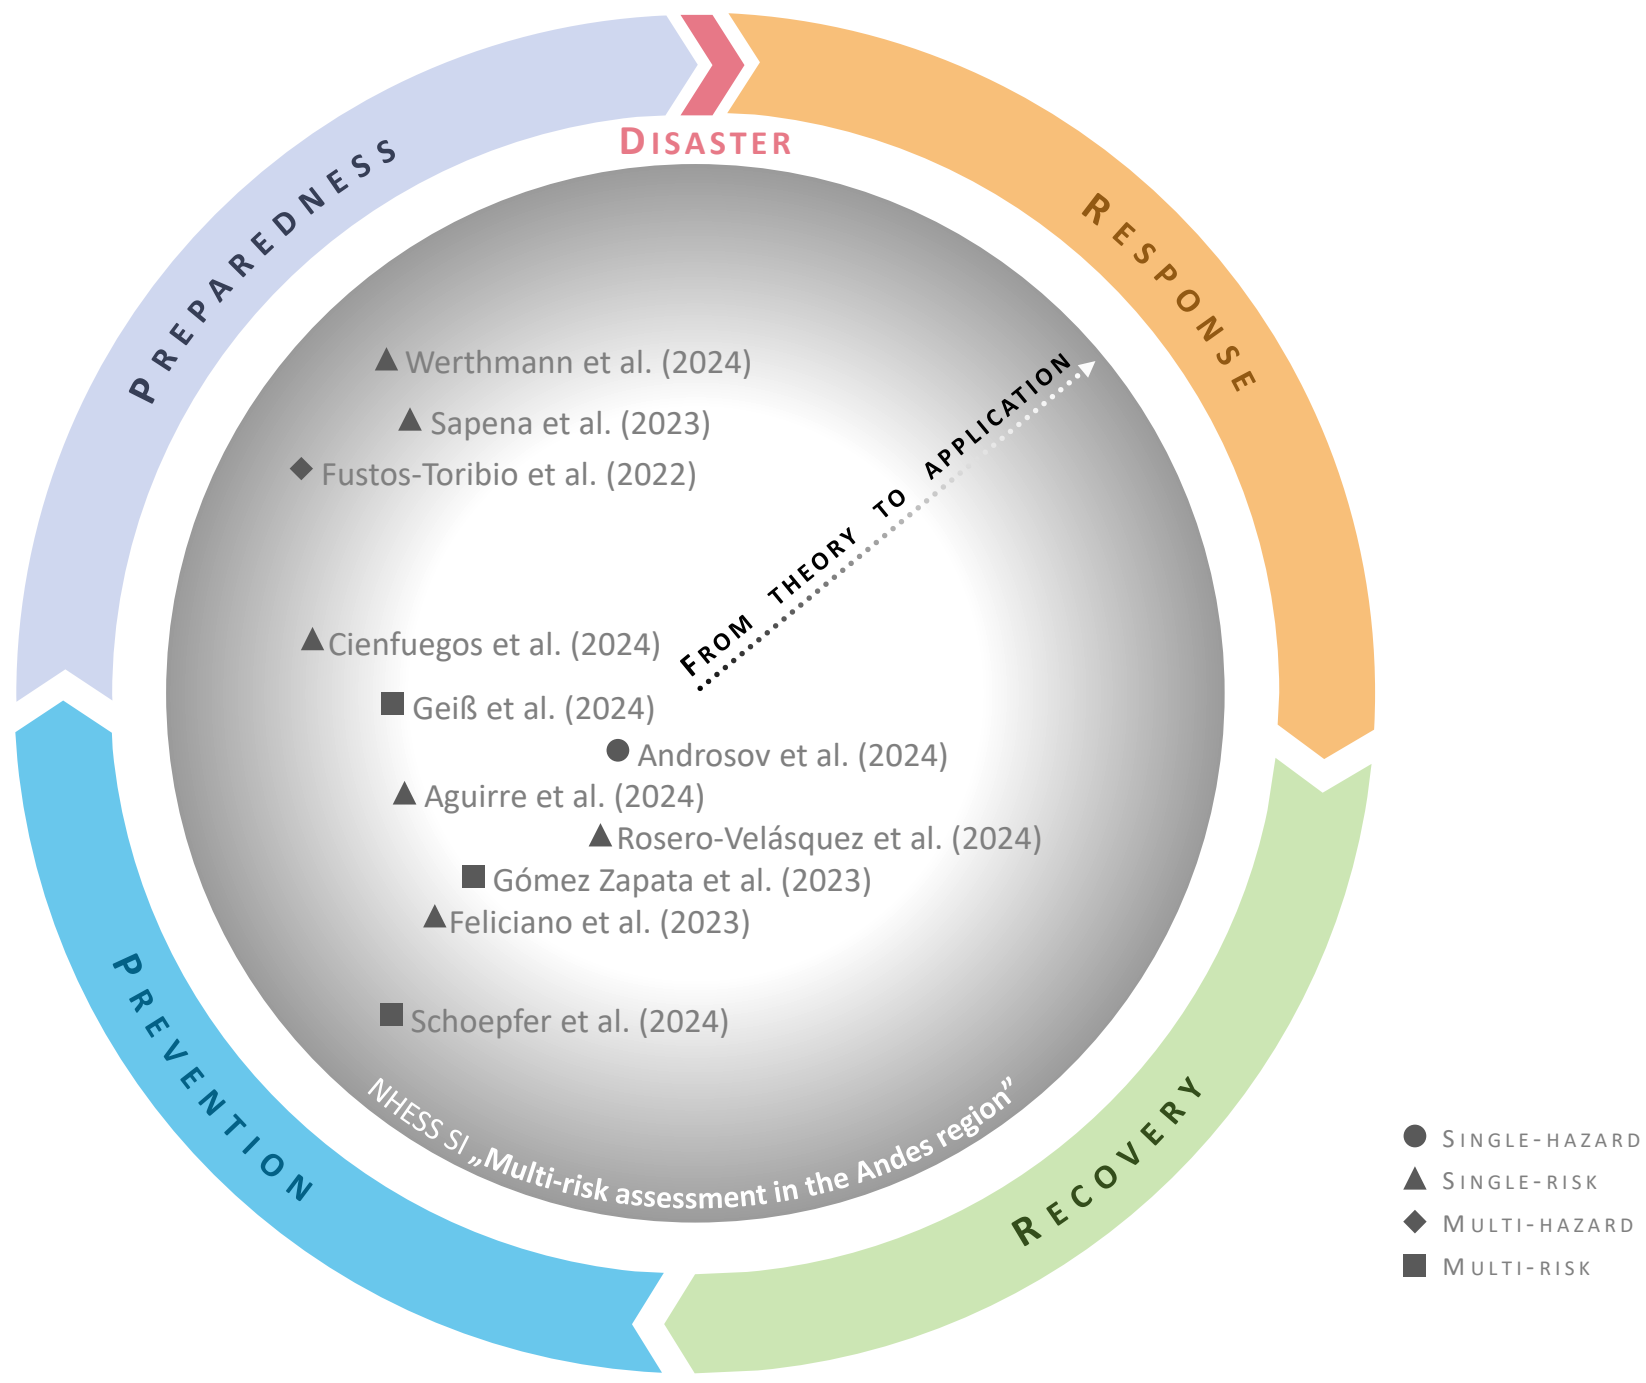 DISASTER
PREPAREDNESS
RESPONSE
Werthmann et al. (2024)
Sapena et al. (2023)
Fustos-Toribio et al. (2022)
FROM THEORY TO APPLICATION
Cienfuegos et al. (2024)
Geiß et al. (2024)
Androsov et al. (2024)
Aguirre et al. (2024)
Rosero-Velásquez et al. (2024)
Gómez Zapata et al. (2023)
Feliciano et al. (2023)
Schoepfer et al. (2024)
PREVENTION
RECOVERY
NHESS SI „Multi-risk assessment in the Andes region”
SINGLE-HAZARD
SINGLE-RISK
MULTI-HAZARD
MULTI-RISK